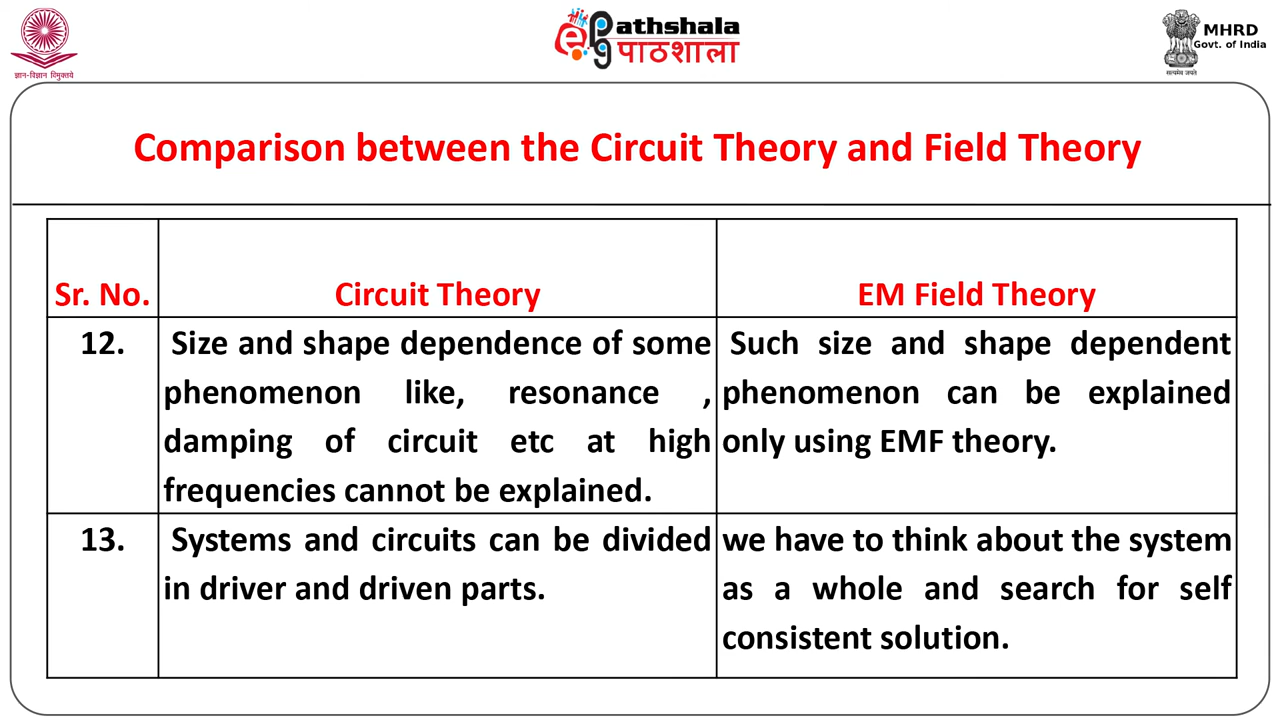 ज्ञान-विज्ञान विमुक्तये
ePg
athshala
पाठशाला
MHRD
Govt. of India
सत्यमेव जयते
Comparison between the Circuit Theory and Field Theory
Sr. No.
Circuit Theory
EM Field Theory
12.
Size and shape dependence of some
phenomenon like, resonance ,
damping of circuit etc at high
frequencies cannot be explained.
Such size and shape dependent
phenomenon can be explained
only using EMF theory.
13.
Systems and circuits can be divided
in driver and driven parts.
we have to think about the system
as a whole and search for self
consistent solution.